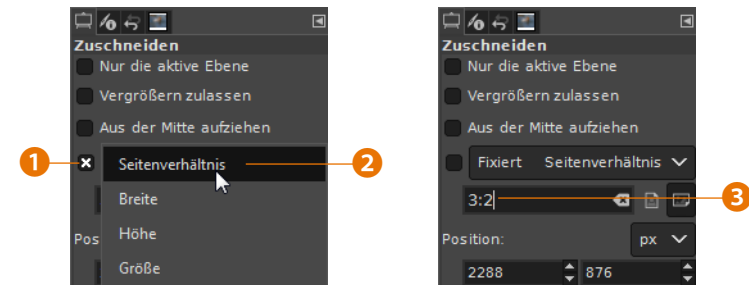 Zuschneiden
Nur die aktive Ebene
Vergrößern zulassen
Aus der Mitte aufziehen
1
Seitenverhältnis
2
Breite
Pos
Höhe
Größe
Zuschneiden
Nur die aktive Ebene
Vergrößern zulassen
Aus der Mitte aufziehen
Fixiert Seitenverhältnis
3:2
3
Position:
px
2288
876